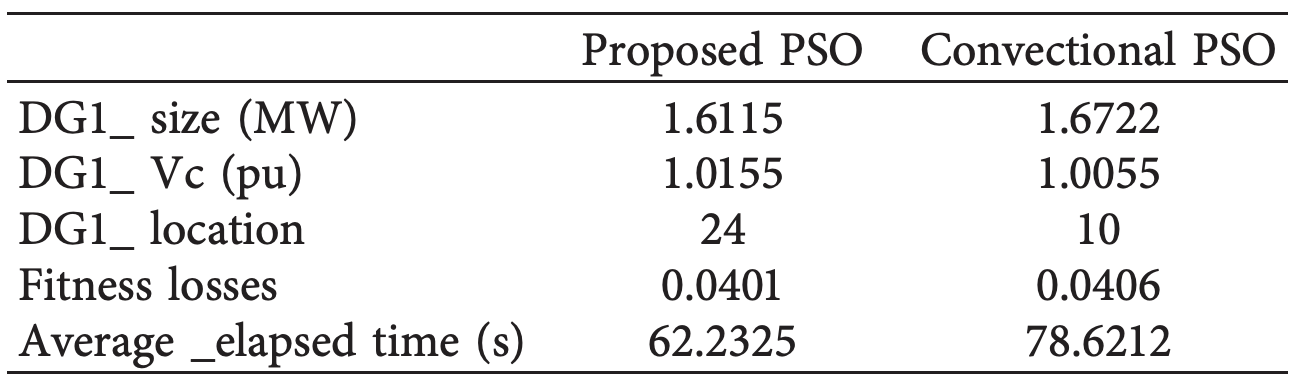 Proposed PSO Convectional PSO
DG1_ size (MW) 1.6115 1.6722
DG1_ Vc (pu) 1.0155 1.0055
DG1_ location 24 10
Fitness losses 0.0401 0.0406
Average _elapsed time (s) 62.2325 78.6212